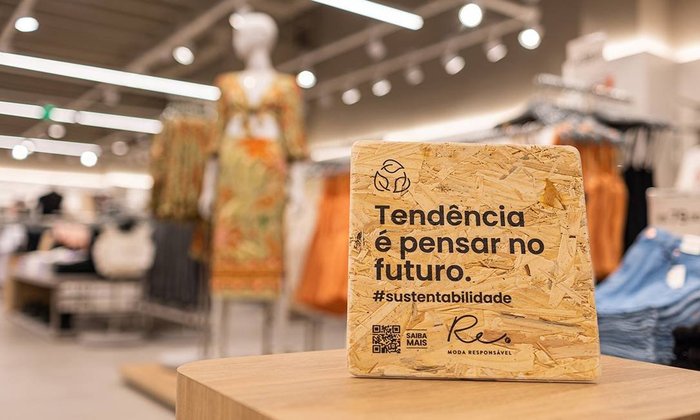 Tendência
é pensar no
futuro.
#sustentabilidade
SAIBA
MAIS
Re.
MODA RESPONSÁVEL